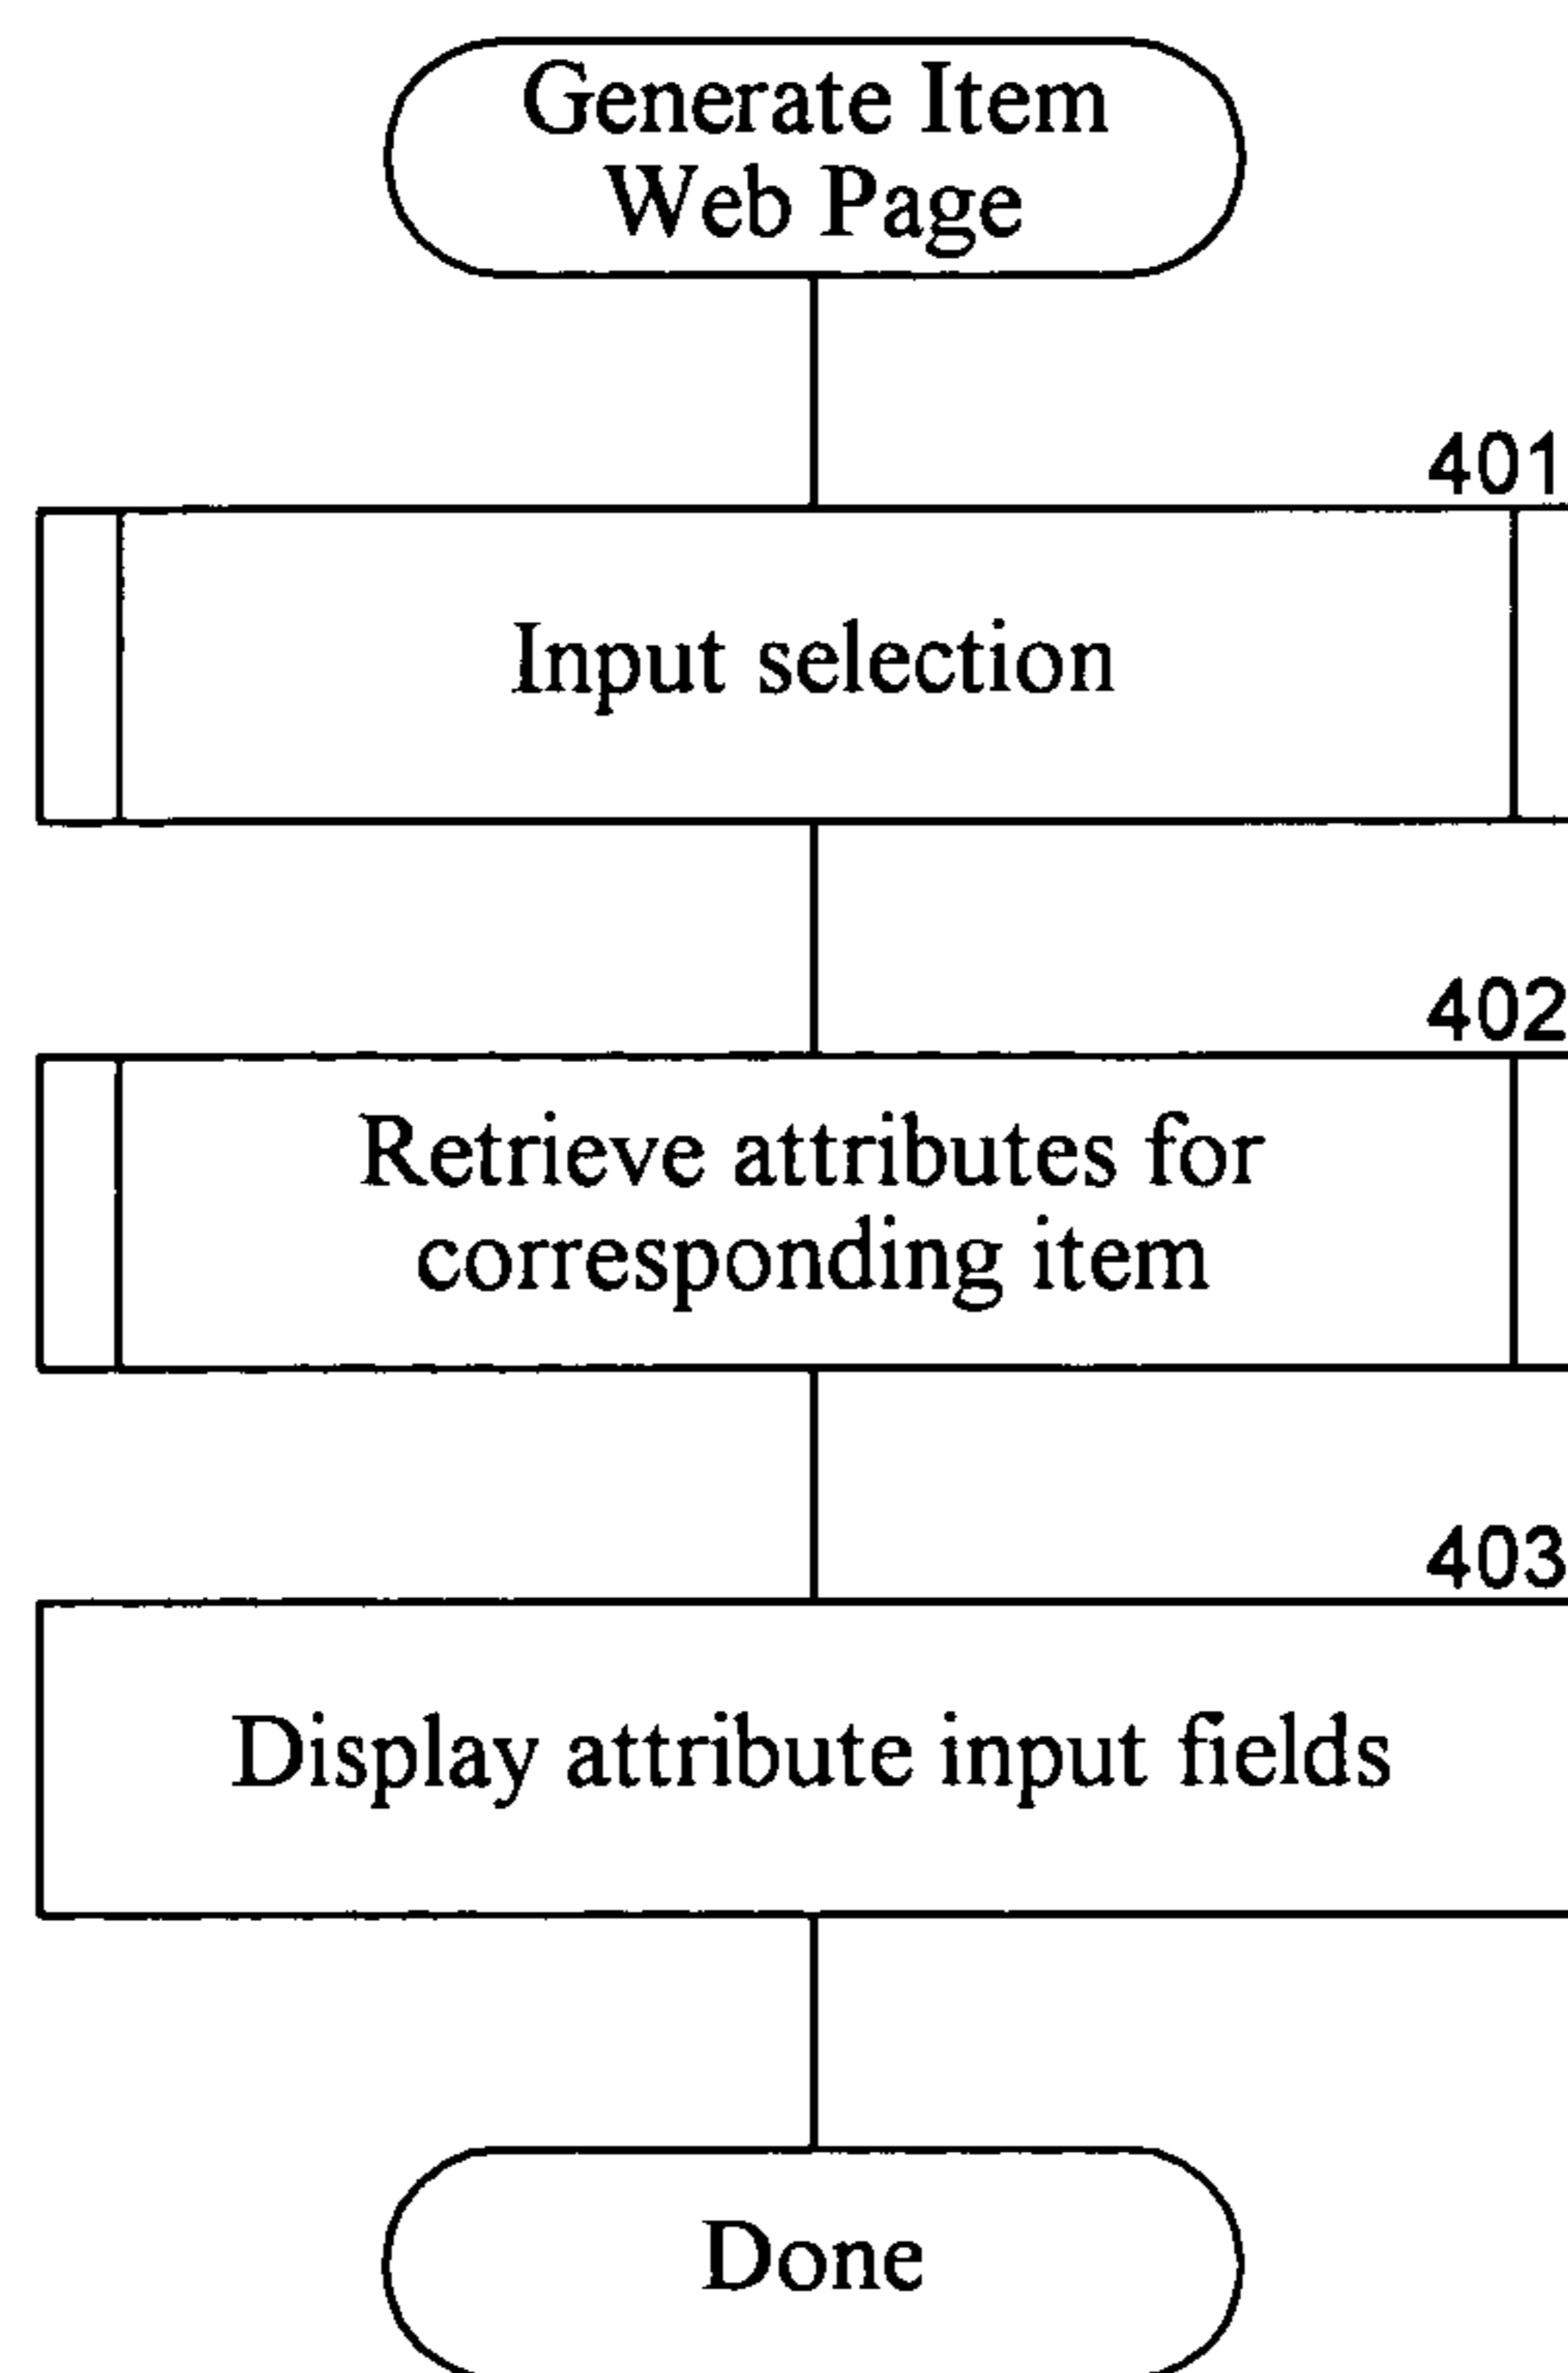 Generate Item
Web Page
401
Input selection
402
Retrieve attributes for
corresponding item
403
Display attribute input fields
Done